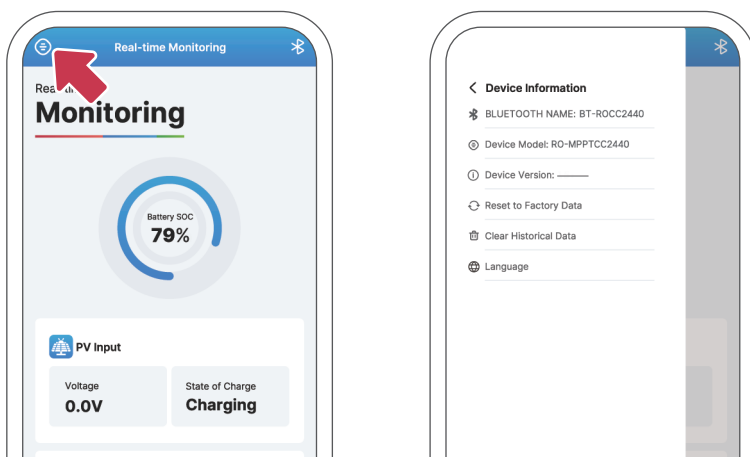 Real-time Monitoring
Monitoring
Battery SOC
79%
PV Input
Voltage
0.0V
State of Charge
Charging
Device Information
BLUETOOTH NAME: BT-ROCC2440
Device Model: RO-MPPTCC2440
Device Version:
Reset to Factory Data
Clear Historical Data
Language